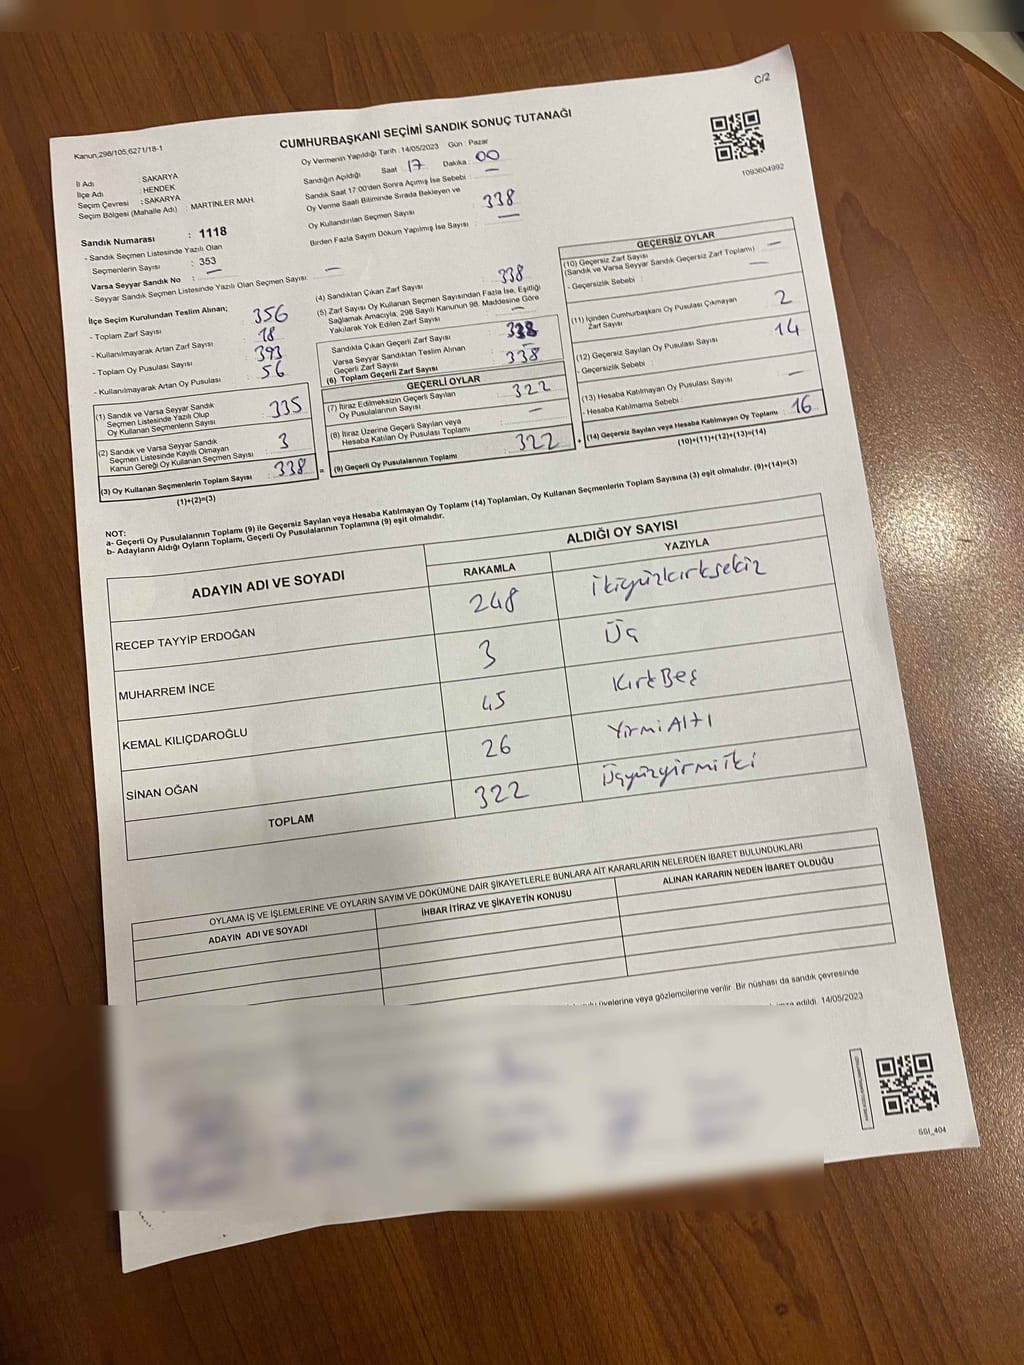 C/2
Kanun;298/105,6271/18-1
CUMHURBAŞKANI SEÇİMİ SANDIK SONUÇ TUTANAĞI
Oy Vermenin Yapıldığı Tarih : 14/05/2023 Gün : Pazar
İl Adı : SAKARYA
İlçe Adı : HENDEK
Seçim Çevresi : SAKARYA
Seçim Bölgesi (Mahalle Adı) : MARTİNLER MAH.
Sandığın Açıldığı Saat 17 Dakika : 00
Sandık Saat 17:00'den Sonra Açımış İse Sebebi : —
Oy Verme Saati Bitiminde Sırada Bekleyen ve
Oy Kullandırılan Seçmen Sayısı : 338
Birden Fazla Sayım Döküm Yapılmış İse Sayısı : —
1093604992
Sandık Numarası : 1118
- Sandık Seçmen Listesinde Yazılı Olan
Seçmenlerin Sayısı : 353
Varsa Seyyar Sandık No : —
- Seyyar Sandık Seçmen Listesinde Yazılı Olan Seçmen Sayısı : —
İlçe Seçim Kurulundan Teslim Alınan;
- Toplam Zarf Sayısı : 356
- Kullanılmayarak Artan Zarf Sayısı : 18
- Toplam Oy Pusulası Sayısı : 393
- Kullanılmayarak Artan Oy Pusulası : 56
(1) Sandık ve Varsa Seyyar Sandık
Seçmen Listesinde Yazılı Olup
Oy Kullanan Seçmenlerin Sayısı : 335
(2) Sandık ve Varsa Seyyar Sandık
Seçmen Listesinde Kayıtlı Olmayan
Kanun Gereği Oy Kullanan Seçmen Sayısı : 3
(3) Oy Kullanan Seçmenlerin Toplam Sayısı : 338
(1)+(2)=(3)
(4) Sandıktan Çıkan Zarf Sayısı : 338
(5) Zarf Sayısı Oy Kullanan Seçmen Sayısından Fazla İse, Eşitliği
Sağlamak Amacıyla, 298 Sayılı Kanunun 98. Maddesine Göre
Yakılarak Yok Edilen Zarf Sayısı : —
Sandıkta Çıkan Geçerli Zarf Sayısı : 338
Varsa Seyyar Sandıktan Teslim Alınan
Geçerli Zarf Sayısı : —
(6) Toplam Geçerli Zarf Sayısı : 338
GEÇERLİ OYLAR
(7) İtiraz Edilmeksizin Geçerli Sayılan
Oy Pusulalarının Sayısı : 322
(8) İtiraz Üzerine Geçerli Sayılan veya
Hesaba Katılan Oy Pusulası Toplamı : —
(9) Geçerli Oy Pusulalarının Toplamı : 322
GEÇERSİZ OYLAR
(10) Geçersiz Zarf Sayısı
(Sandık ve Varsa Seyyar Sandık Geçersiz Zarf Toplamı) : —
- Geçersizlik Sebebi : —
(11) İçinden Cumhurbaşkanı Oy Pusulası Çıkmayan
Zarf Sayısı : 2
(12) Geçersiz Sayılan Oy Pusulası Sayısı : 14
- Geçersizlik Sebebi :
(13) Hesaba Katılmayan Oy Pusulası Sayısı : —
- Hesaba Katılmama Sebebi :
(14) Geçersiz Sayılan veya Hesaba Katılmayan Oy Toplamı : 16
(10)+(11)+(12)+(13)=(14)
NOT:
a- Geçerli Oy Pusulalarının Toplamı (9) ile Geçersiz Sayılan veya Hesaba Katılmayan Oy Toplamı (14) Toplamları, Oy Kullanan Seçmenlerin Toplam Sayısına (3) eşit olmalıdır. (9)+(14)=(3)
b- Adayların Aldığı Oyların Toplamı, Geçerli Oy Pusulalarının Toplamına (9) eşit olmalıdır.
ADAYIN ADI VE SOYADI ALDIĞI OY SAYISI
RAKAMLA YAZIYLA
RECEP TAYYİP ERDOĞAN 248 ikiyüzkırksekiz
MUHARREM İNCE 3 Üç
KEMAL KILIÇDAROĞLU 45 KırkBeş
SİNAN OĞAN 26 YirmiAltı
TOPLAM 322 Üçyüzyirmiiki
OYLAMA İŞ VE İŞLEMLERİNE VE OYLARIN SAYIM VE DÖKÜMÜNE DAİR ŞİKAYETLERLE BUNLARA AİT KARARLARIN NELERDEN İBARET BULUNDUKLARI
ADAYIN ADI VE SOYADI İHBAR İTİRAZ VE ŞİKAYETİN KONUSU ALINAN KARARIN NEDEN İBARET OLDUĞU
üyelerine veya gözlemcilerine verilir. Bir nüshası da sandık çevresinde
edildi. 14/05/2023
SSI_404